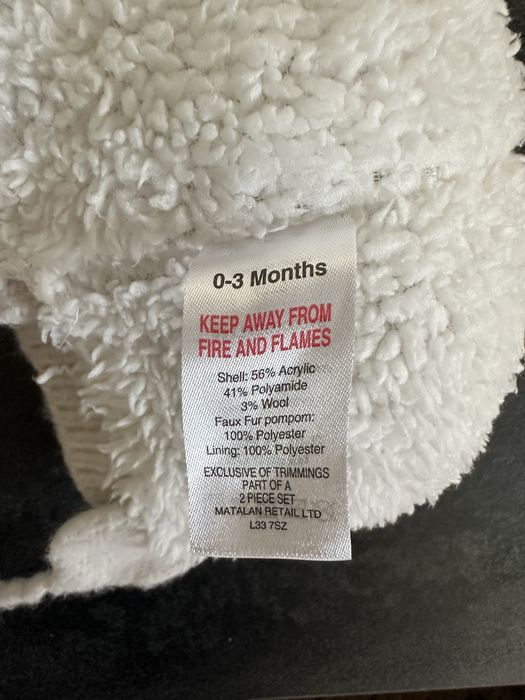 0-3 Months
KEEP AWAY FROM
FIRE AND FLAMES
Shell: 56% Acrylic
41% Polyamide
3% Wool
Faux Fur pompom:
100% Polyester
Lining: 100% Polyester
EXCLUSIVE OF TRIMMINGS
PART OF A
2 PIECE SET
MATALAN RETAIL LTD
L33 7SZ